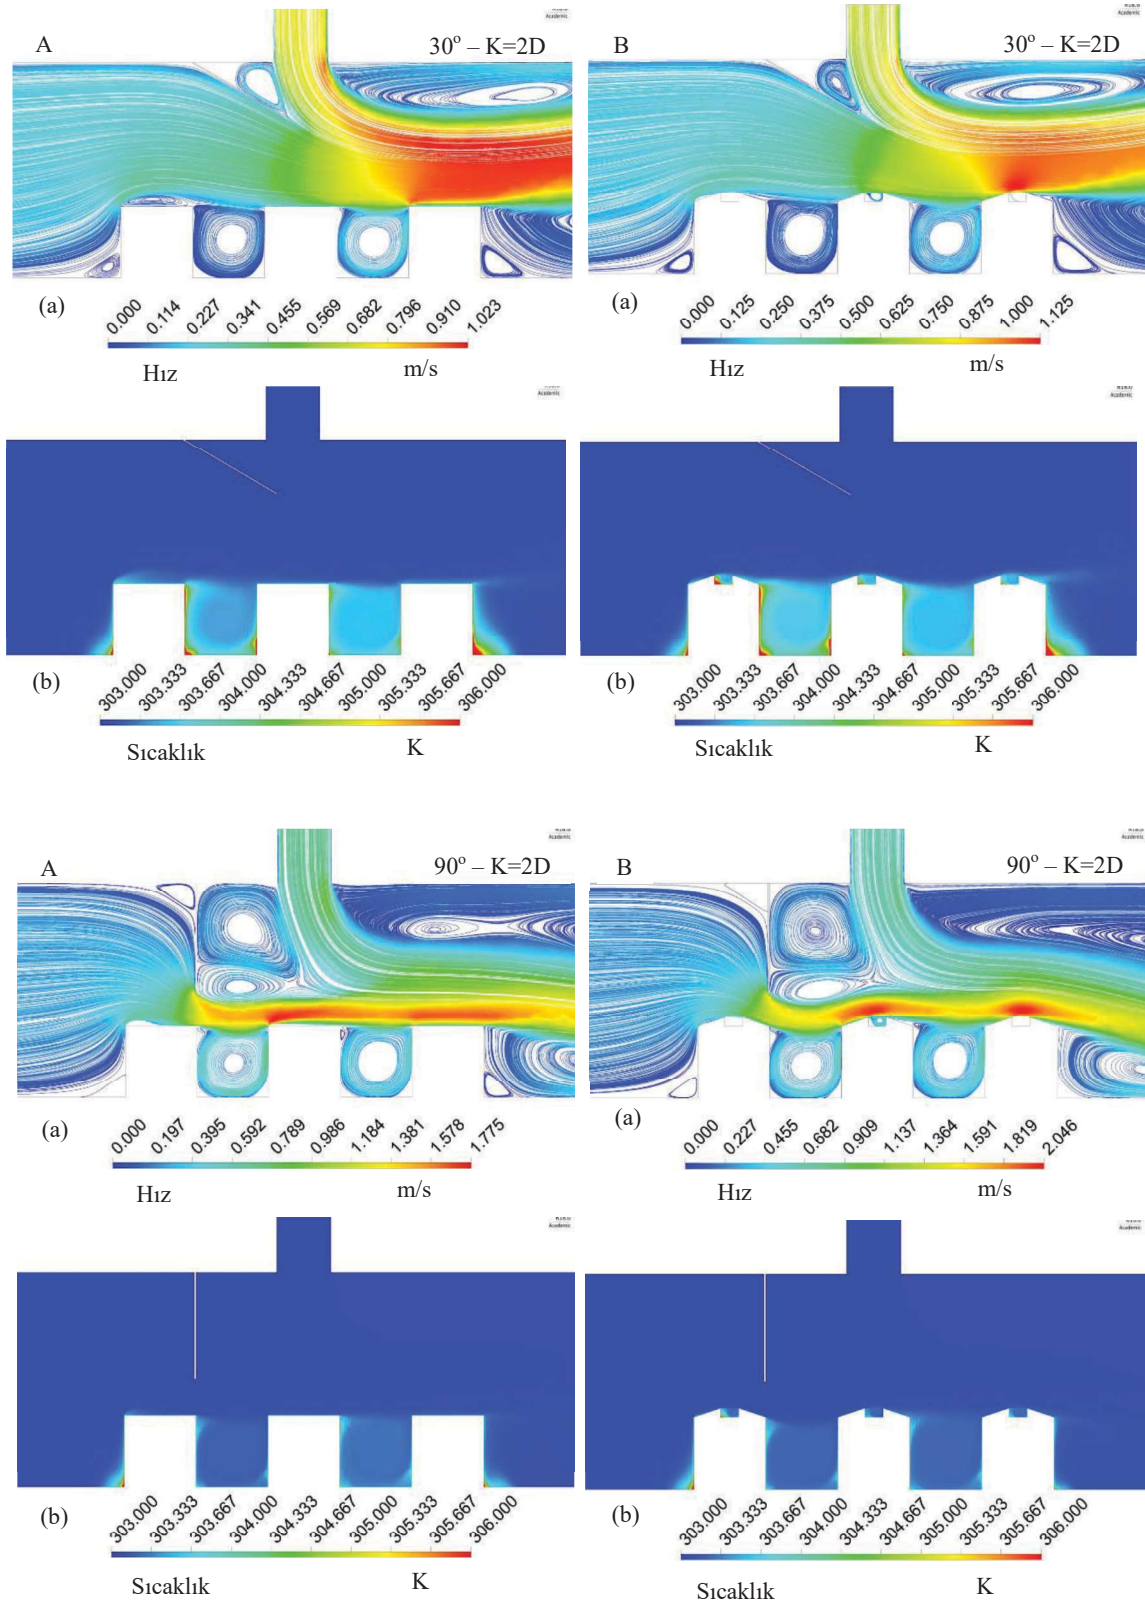 Academic
Academic
A
30° – K=2D
B
30° – K=2D
(a)
0.000 0.114 0.227 0.341 0.455 0.569 0.682 0.796 0.910 1.023
Hız
m/s
(a)
0.000 0.125 0.250 0.375 0.500 0.625 0.750 0.875 1.000 1.125
Hız
m/s
Academic
Academic
(b)
303.000 303.333 303.667 304.000 304.333 304.667 305.000 305.333 305.667 306.000
Sıcaklık
K
(b)
303.000 303.333 303.667 304.000 304.333 304.667 305.000 305.333 305.667 306.000
Sıcaklık
K
Academic
Academic
A
90° – K=2D
B
90° – K=2D
(a)
0.000 0.197 0.395 0.592 0.789 0.986 1.184 1.381 1.578 1.775
Hız
m/s
(a)
0.000 0.227 0.455 0.682 0.909 1.137 1.364 1.591 1.819 2.046
Hız
m/s
Academic
Academic
(b)
303.000 303.333 303.667 304.000 304.333 304.667 305.000 305.333 305.667 306.000
Sıcaklık
K
(b)
303.000 303.333 303.667 304.000 304.333 304.667 305.000 305.333 305.667 306.000
Sıcaklık
K